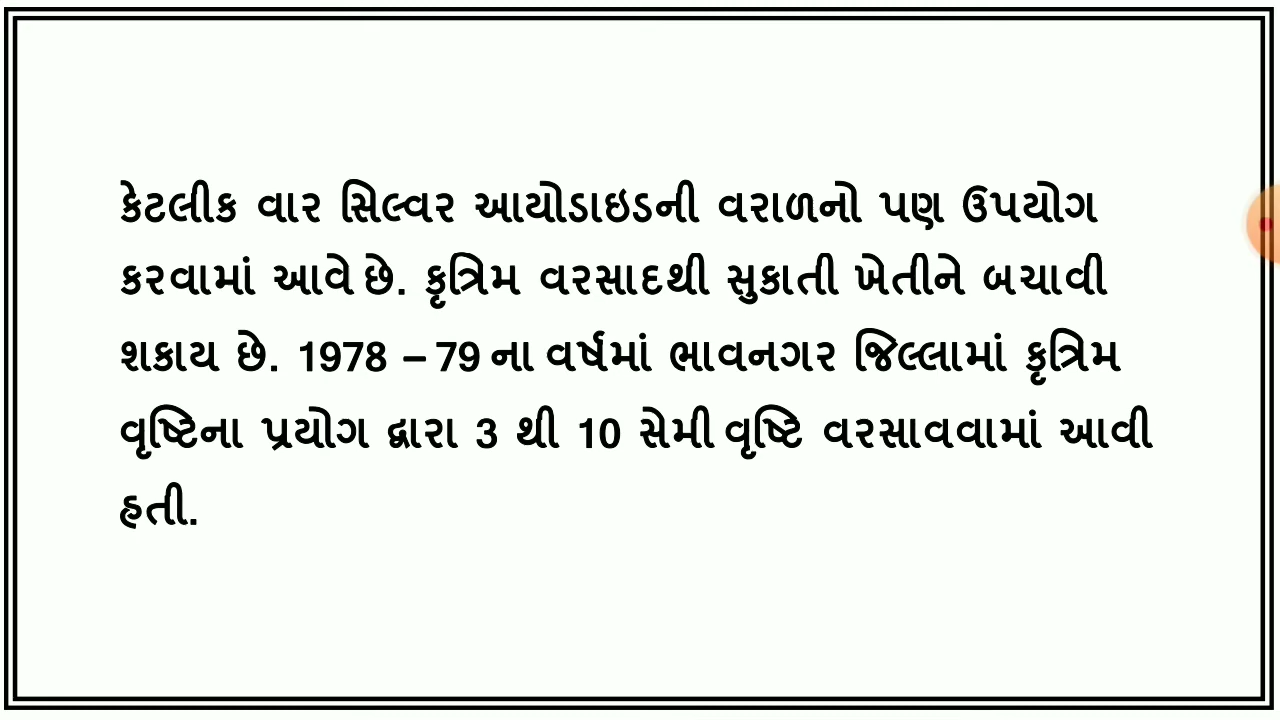 કેટલીક વાર સિલ્વર આયોડાઇડની વરાળનો પણ ઉપયોગ
કરવામાં આવે છે. કૃત્રિમ વરસાદથી સુકાતી ખેતીને બચાવી
શકાય છે. 1978 – 79 ના વર્ષમાં ભાવનગર જિલ્લામાં કૃત્રિમ
વૃષ્ટિના પ્રયોગ દ્વારા 3 થી 10 સેમી વૃષ્ટિ વરસાવવામાં આવી
હતી.